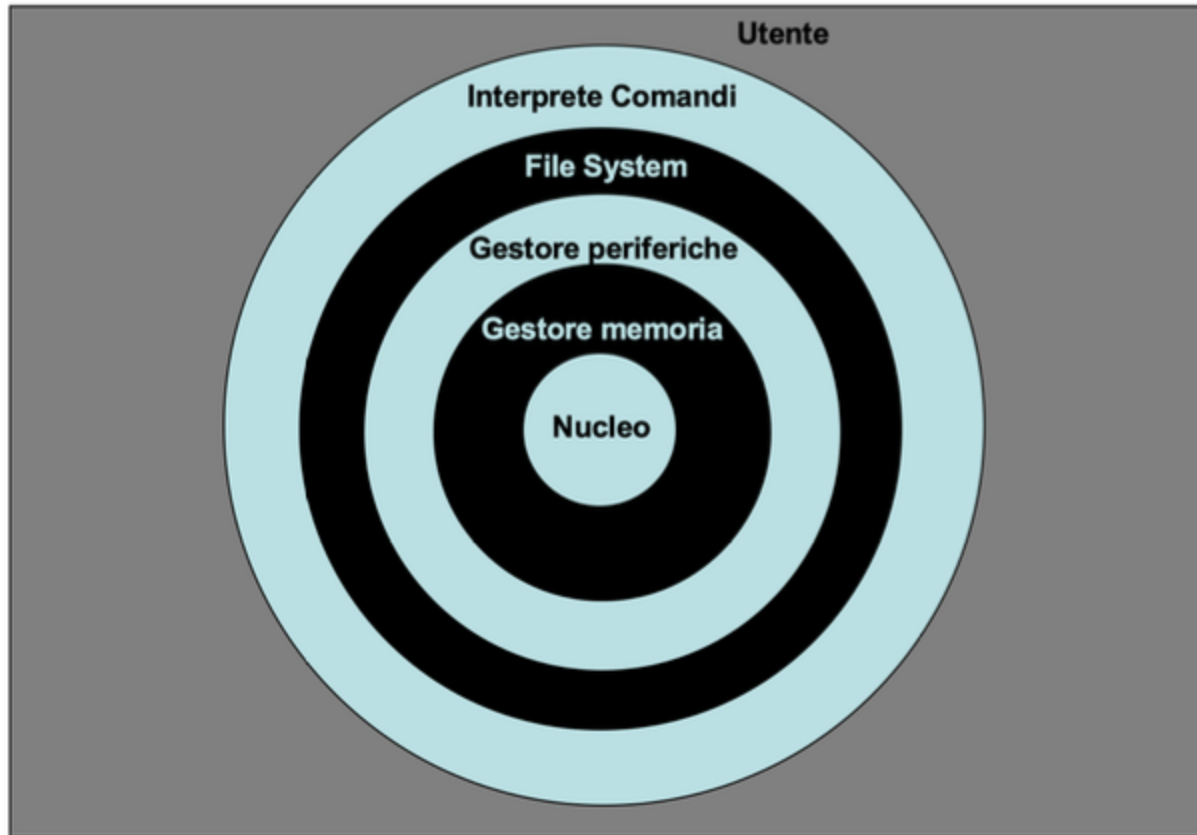 Utente
Interprete Comandi
File System
Gestore periferiche
Gestore memoria
Nucleo